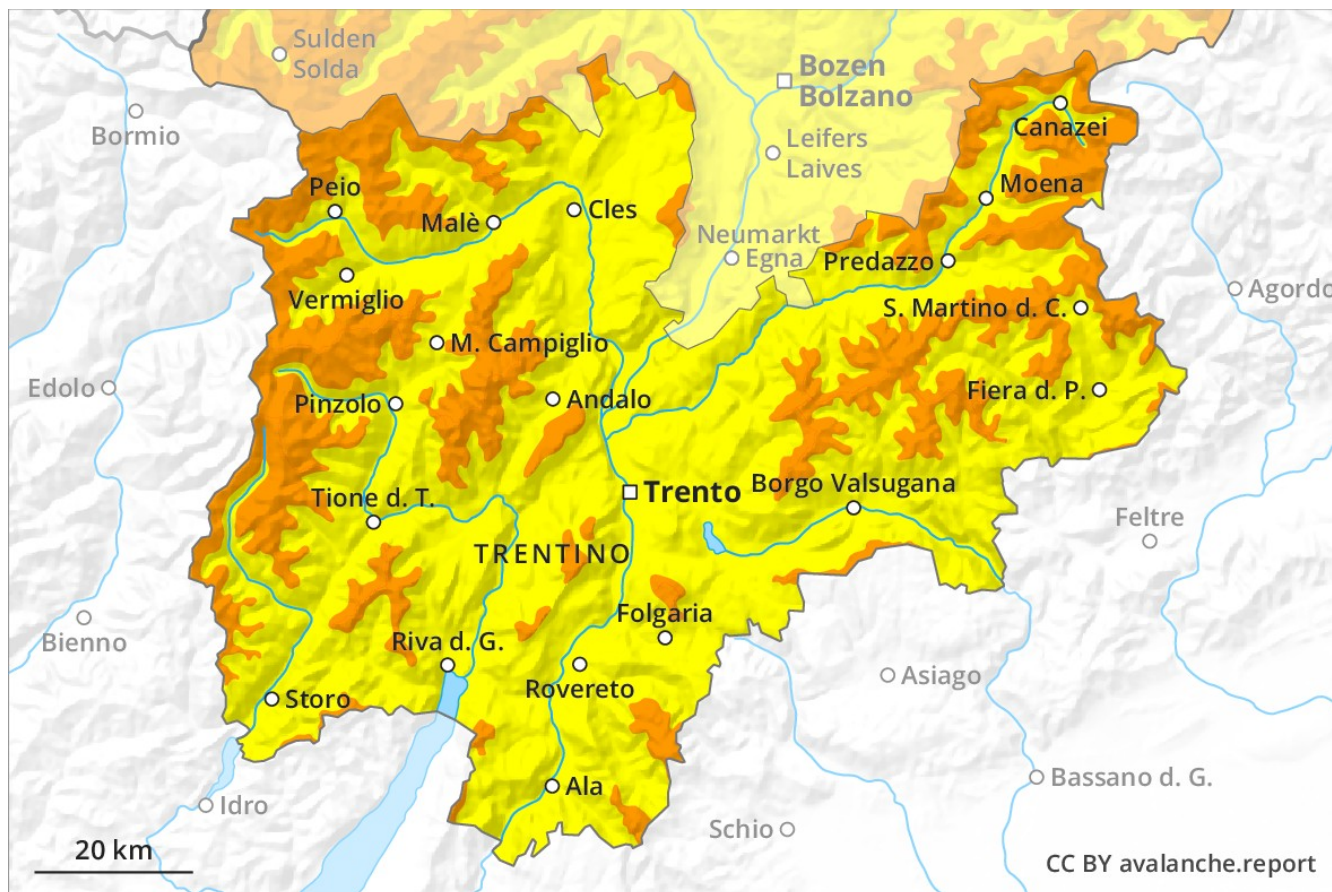 Sulden
Solda
Bozen
Bolzano
Bormio
Canazei
Leifers
Laives
Peio
Moena
Malè
Cles
Neumarkt
Egna
Predazzo
Vermiglio
Agordo
S. Martino d. C.
M. Campiglio
Edolo
Fiera d. P.
Pinzolo
Andalo
Trento
Borgo Valsugana
Tione d. T.
Feltre
TRENTINO
Folgaria
Bienno
Riva d. G.
Asiago
Rovereto
Storo
Bassano d. G.
Ala
Idro
Schio
20 km
CC BY avalanche.report